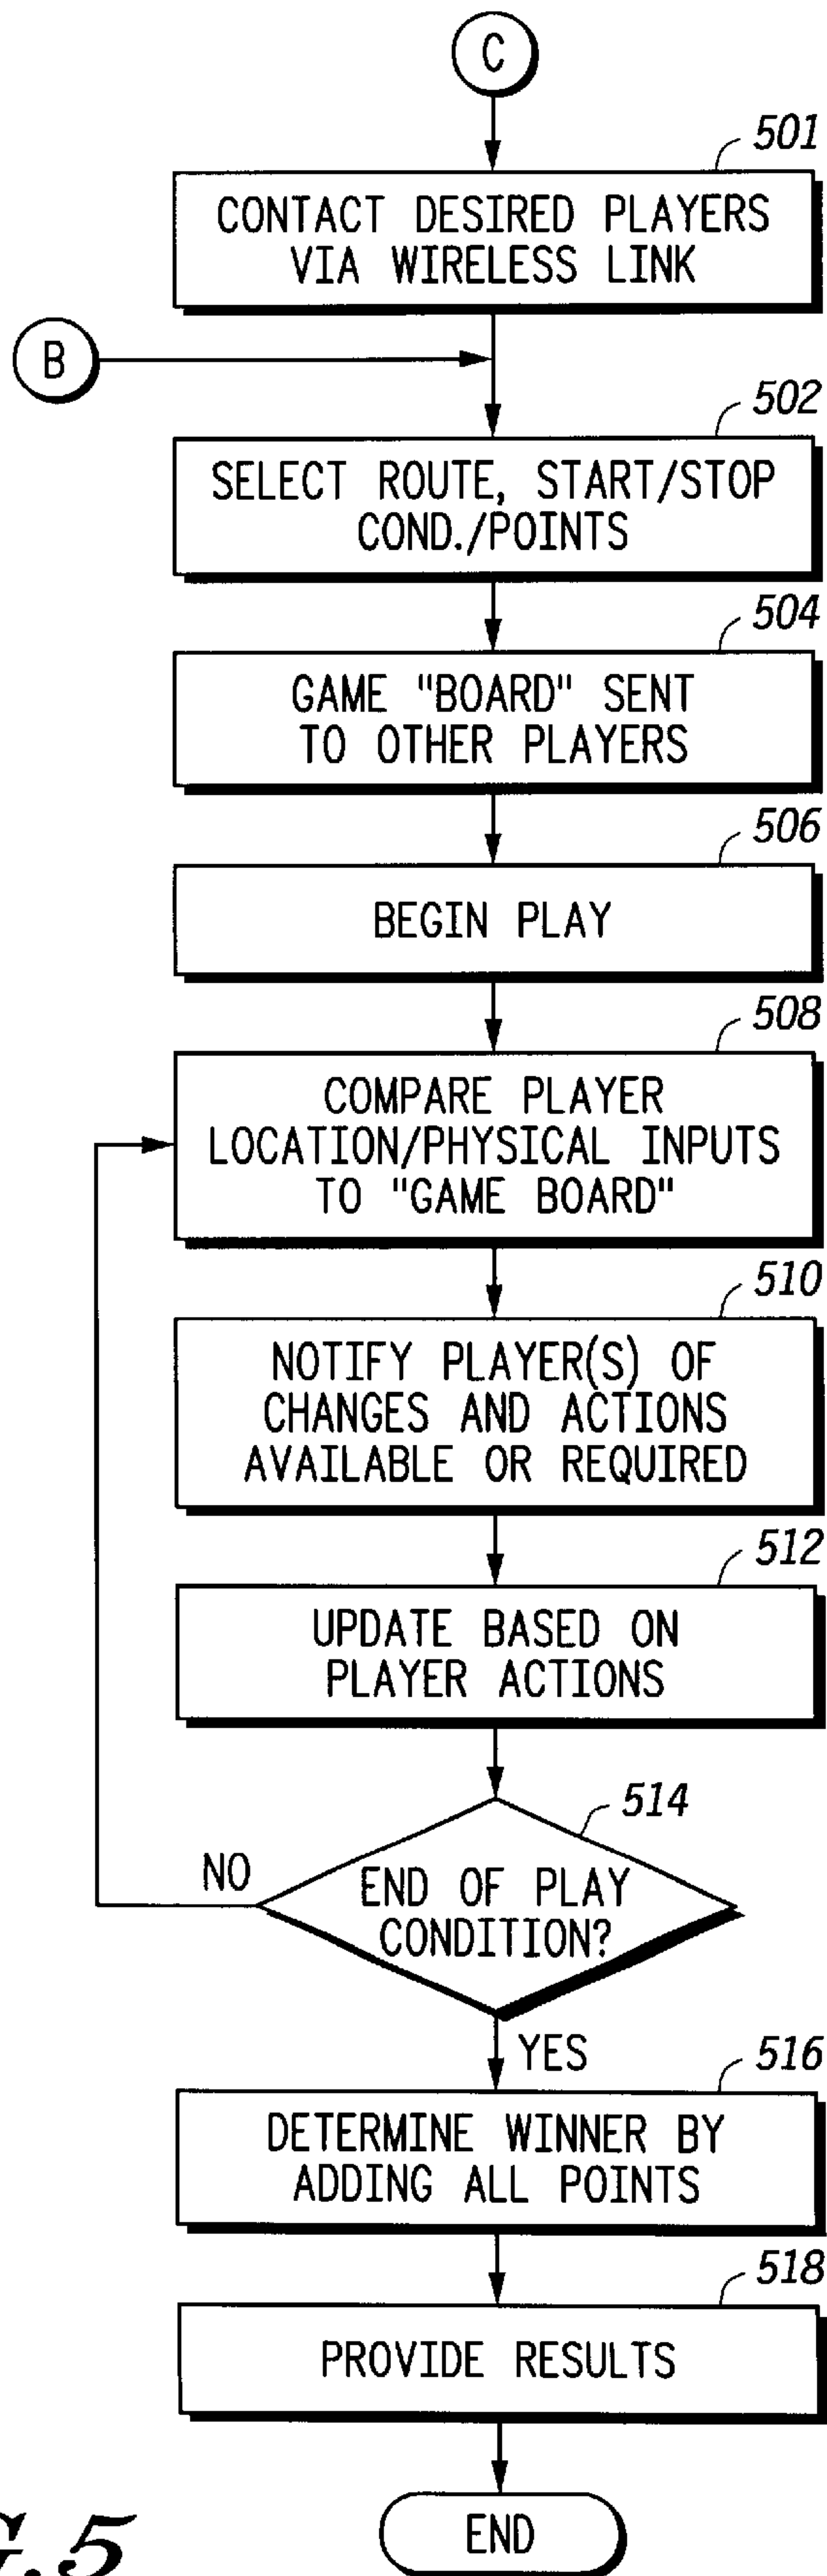 C
501
CONTACT DESIRED PLAYERS
VIA WIRELESS LINK
B
502
SELECT ROUTE, START/STOP
COND./POINTS
504
GAME "BOARD" SENT
TO OTHER PLAYERS
506
BEGIN PLAY
508
COMPARE PLAYER
LOCATION/PHYSICAL INPUTS
TO "GAME BOARD"
510
NOTIFY PLAYER(S) OF
CHANGES AND ACTIONS
AVAILABLE OR REQUIRED
512
UPDATE BASED ON
PLAYER ACTIONS
514
NO
END OF PLAY
CONDITION?
YES
516
DETERMINE WINNER BY
ADDING ALL POINTS
518
PROVIDE RESULTS
END
G.5